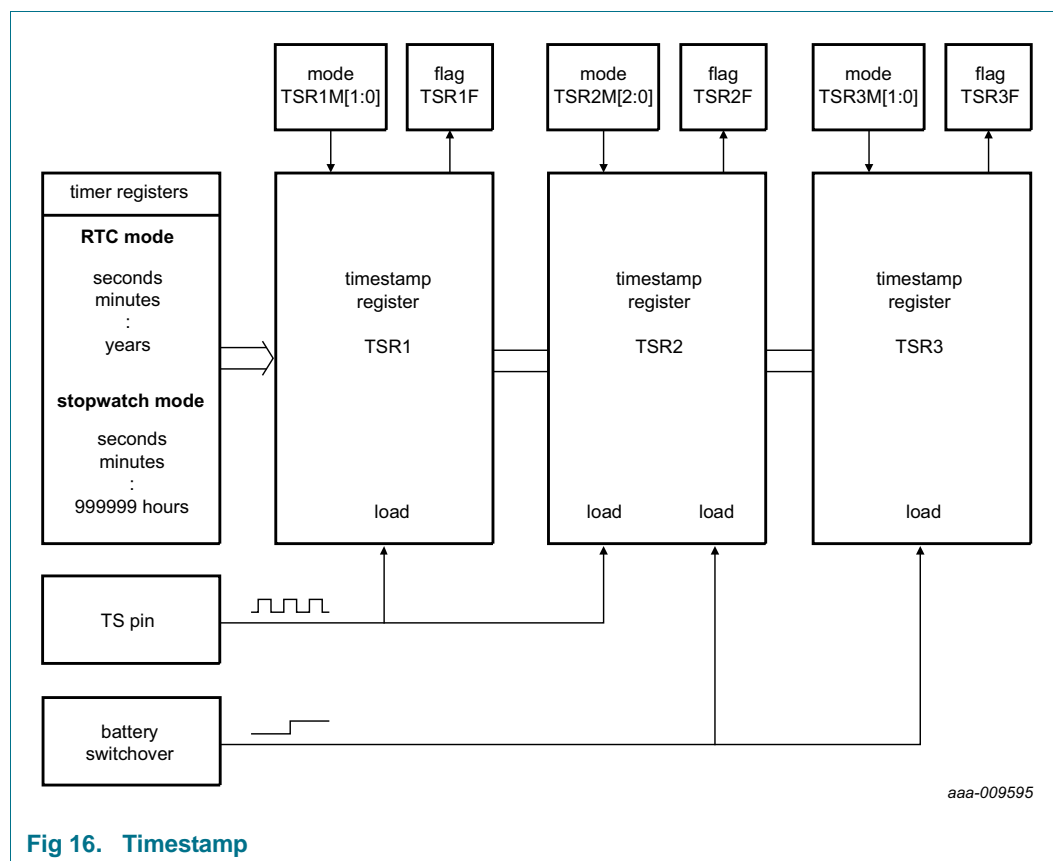 mode
TSR1M[1:0]
flag
TSR1F
mode
TSR2M[2:0]
flag
TSR2F
mode
TSR3M[1:0]
flag
TSR3F
timer registers
RTC mode
seconds
minutes
:
years
stopwatch mode
seconds
minutes
:
999999 hours
timestamp
register
TSR1
load
timestamp
register
TSR2
load
load
timestamp
register
TSR3
load
TS pin
battery
switchover
aaa-009595
Fig 16. Timestamp